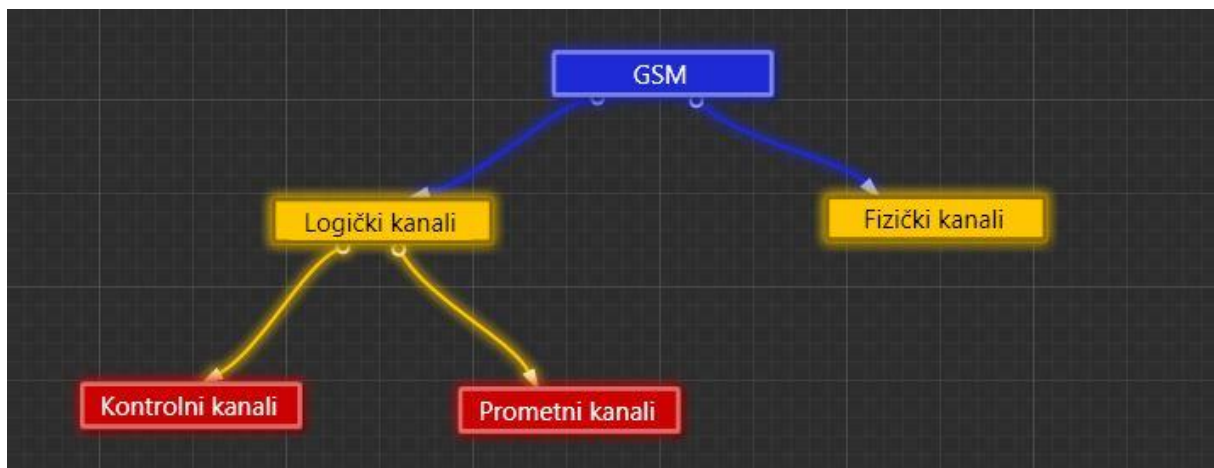 GSM
Logički kanali
Fizički kanali
Kontrolni kanali
Prometni kanali